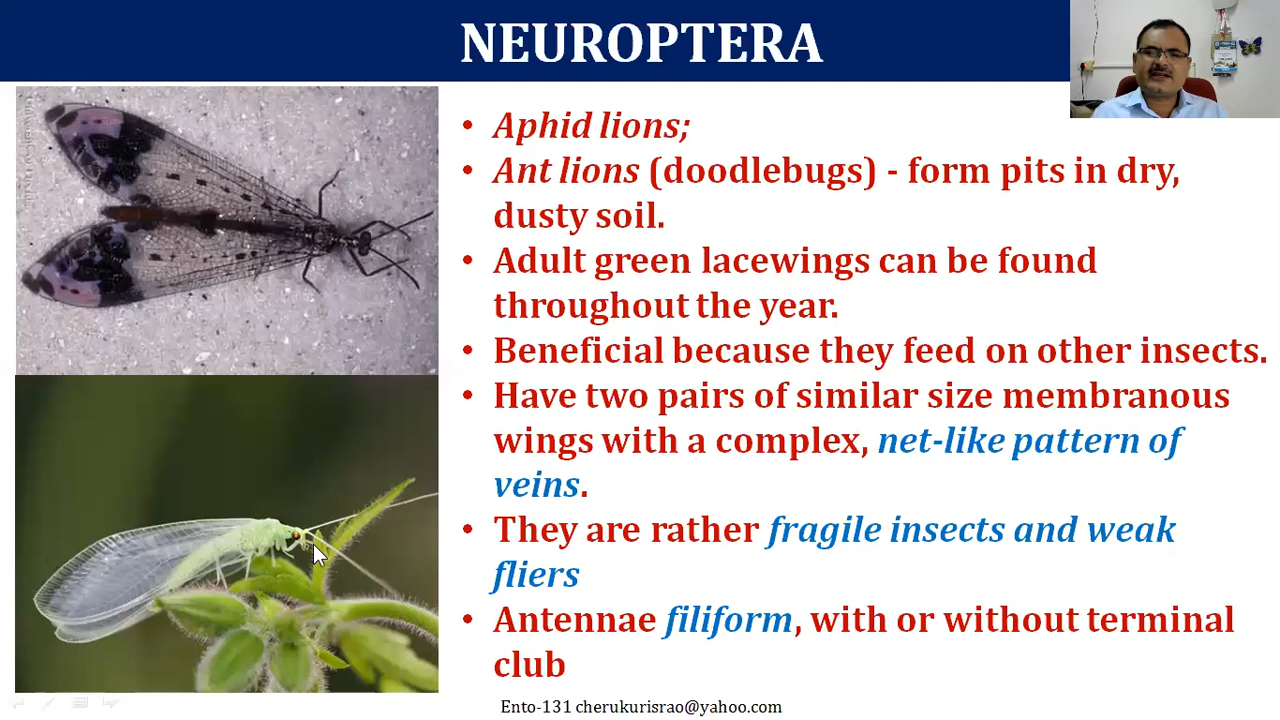 NEUROPTERA
• Aphid lions;
• Ant lions (doodlebugs) - form pits in dry,
dusty soil.
• Adult green lacewings can be found
throughout the year.
• Beneficial because they feed on other insects.
• Have two pairs of similar size membranous
wings with a complex, net-like pattern of
veins.
• They are rather fragile insects and weak
fliers
• Antennae filiform, with or without terminal
club
Ento-131 cherukurisrao@yahoo.com